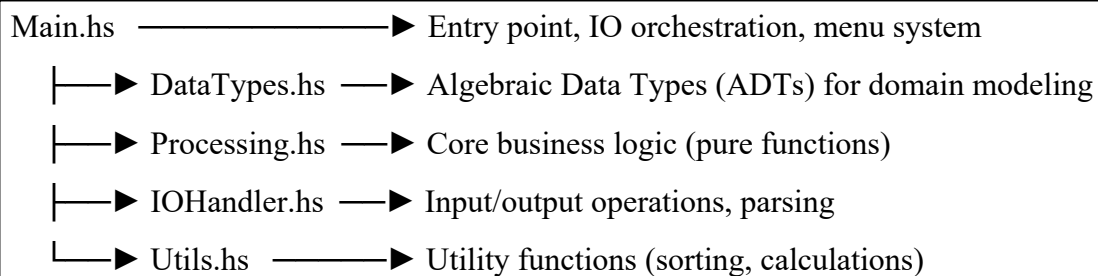 Main.hs ────────────► Entry point, IO orchestration, menu system
├──► DataTypes.hs ──► Algebraic Data Types (ADTs) for domain modeling
├──► Processing.hs ──► Core business logic (pure functions)
├──► IOHandler.hs ──► Input/output operations, parsing
└──► Utils.hs ─────► Utility functions (sorting, calculations)